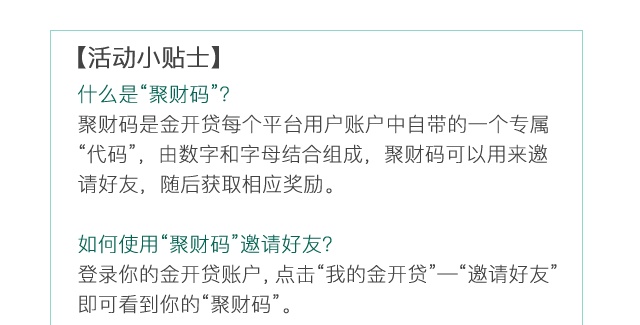 【活动小贴士】
什么是“聚财码”？
聚财码是金开贷每个平台用户账户中自带的一个专属
“代码”，由数字和字母结合组成，聚财码可以用来邀
请好友，随后获取相应奖励。
如何使用“聚财码”邀请好友？
登录你的金开贷账户，点击“我的金开贷”—“邀请好友”
即可看到你的“聚财码”。